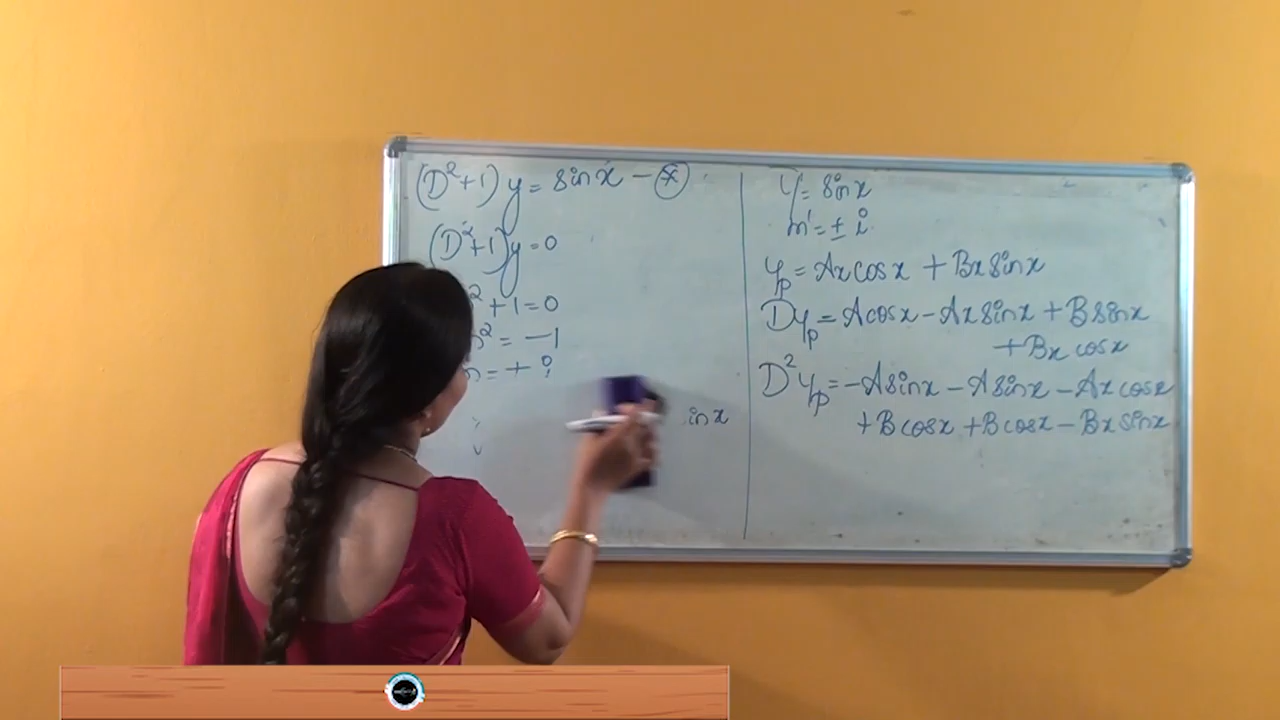 (D²+1) y = sin x — ⊛
(D²+1) y = 0
² + 1 = 0
² = —1
= + i
in x
y = sin x
m = ± i
yₚ = Ax cos x + Bx sin x
Dyₚ = A cos x − Ax sin x + B sin x
+ Bx cos x
D²yₚ = −A sin x − A sin x − Ax cos x
+ B cos x + B cos x − Bx sin x